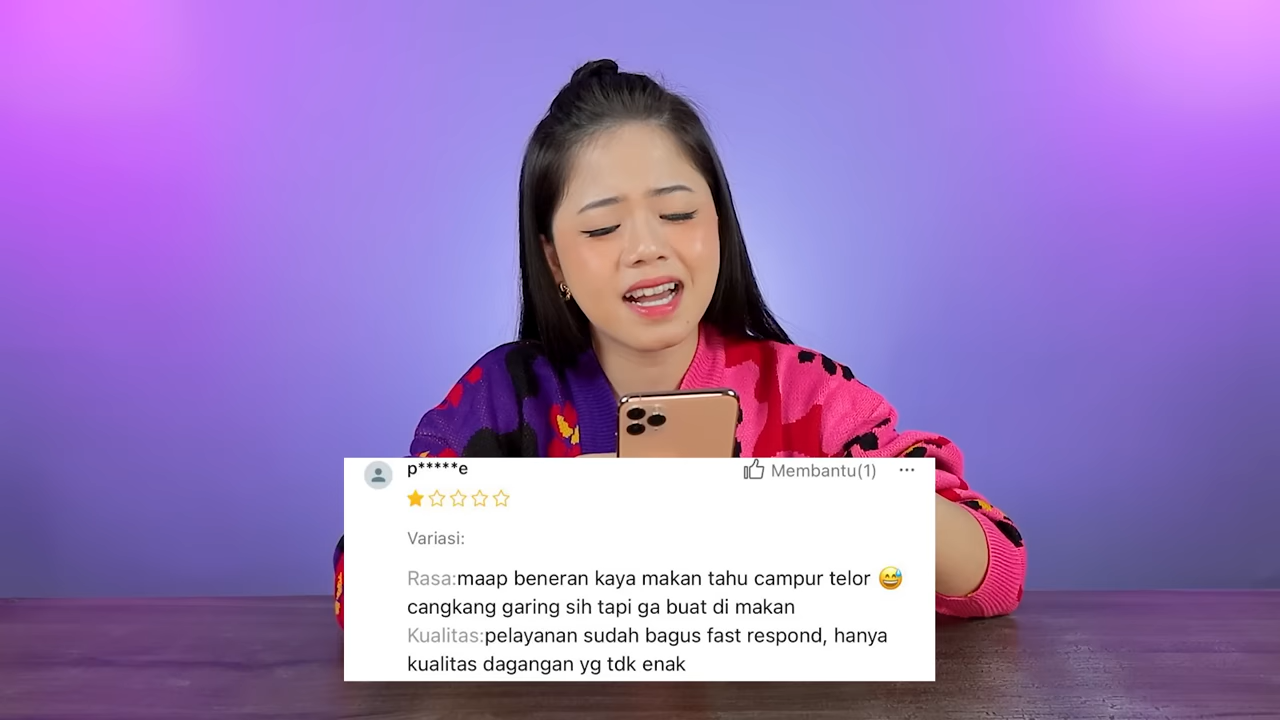 p*****e
Membantu(1) ...
Variasi:
Rasa:maap beneran kaya makan tahu campur telor 😅
cangkang garing sih tapi ga buat di makan
Kualitas:pelayanan sudah bagus fast respond, hanya
kualitas dagangan yg tdk enak